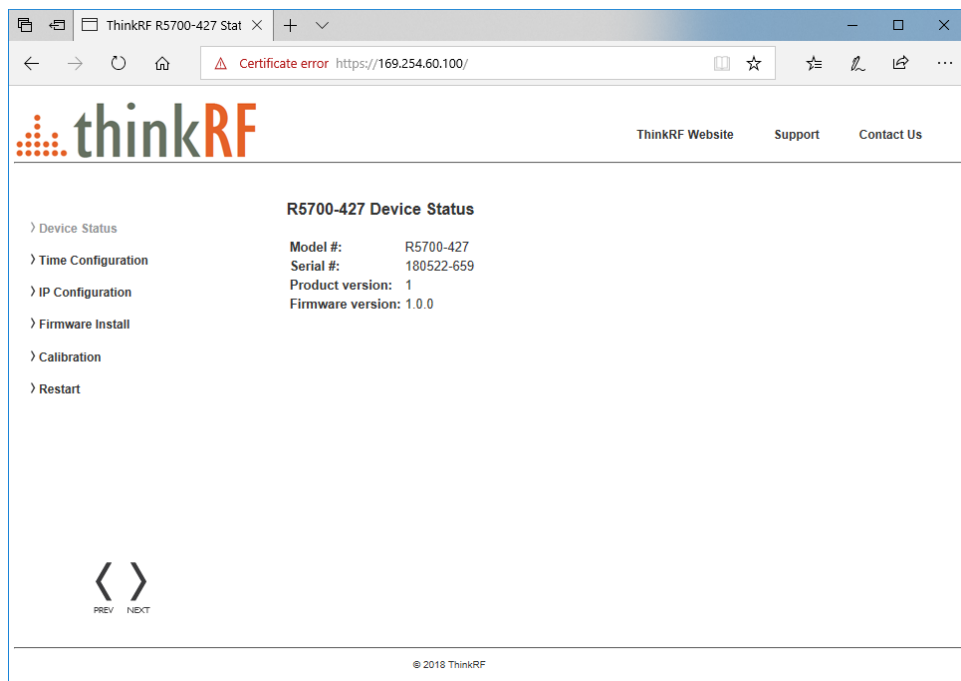 ThinkRF R5700-427 Stat
Certificate error https://169.254.60.100/
thinkRF
ThinkRF Website Support Contact Us
R5700-427 Device Status
Device Status
Time Configuration
IP Configuration
Firmware Install
Calibration
Restart
Model #: R5700-427
Serial #: 180522-659
Product version: 1
Firmware version: 1.0.0
PREV NEXT
© 2018 ThinkRF